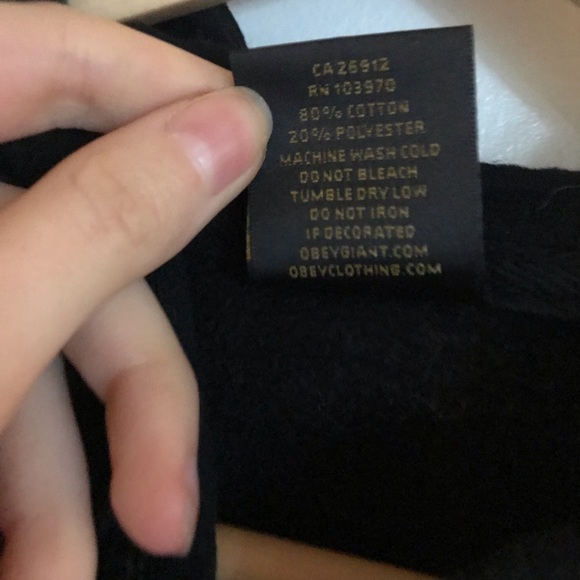 CA 26912
RN 103970
80% COTTON
20% POLYESTER
MACHINE WASH COLD
DO NOT BLEACH
TUMBLE DRY LOW
DO NOT IRON
IF DECORATED
OBEYGIANT.COM
OBEYCLOTHING.COM